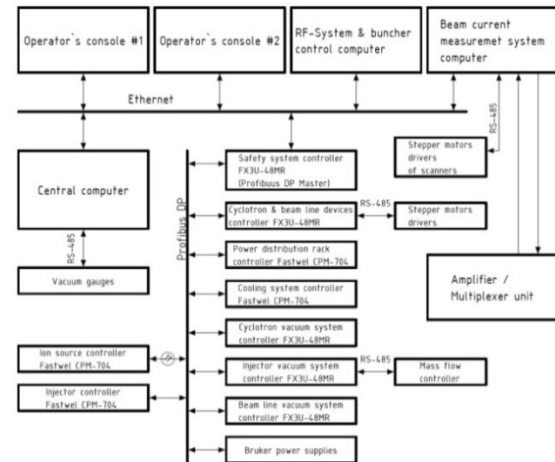 Operator`s console #1
Operator`s console #2
RF-System & buncher
control computer
Beam current
measuremet system
computer
Ethernet
RS-485
Central computer
RS-485
Vacuum gauges
Profibus DP
Safety system controller
FX3U-48MR
(Profibuus DP Master)
Stepper motors
drivers
of scanners
Cyclotron & beam line devices
controller FX3U-48MR
RS-485
Stepper motors
drivers
Power distribution rack
controller Fastwel CPM-704
Cooling system controller
Fastwel CPM-704
Amplifier /
Multiplexer unit
Cyclotron vacuum system
controller FX3U-48MR
Ion source controller
Fastwel CPM-704
Injector vacuum system
controller FX3U-48MR
RS-485
Mass flow
controller
Injector controller
Fastwel CPM-704
Beam line vacuum system
controller FX3U-48MR
Bruker power supplies